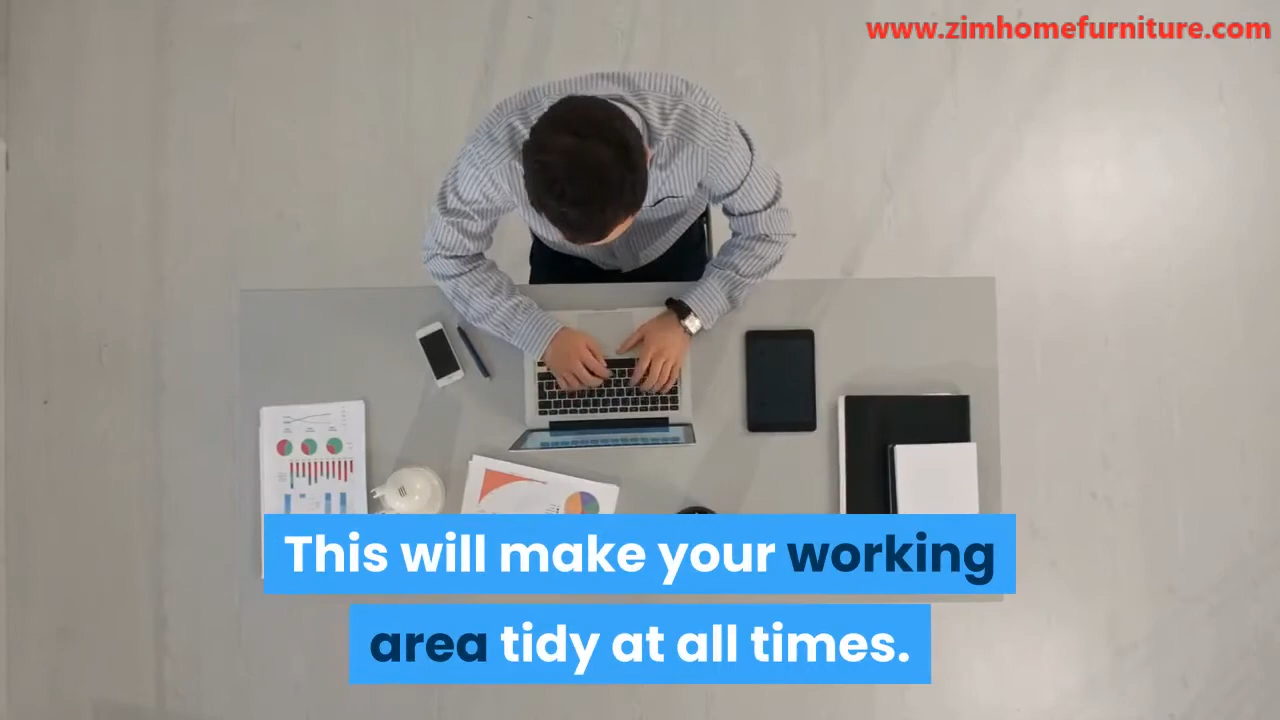 www.zimhomefurniture.com
This will make your working
area tidy at all times.